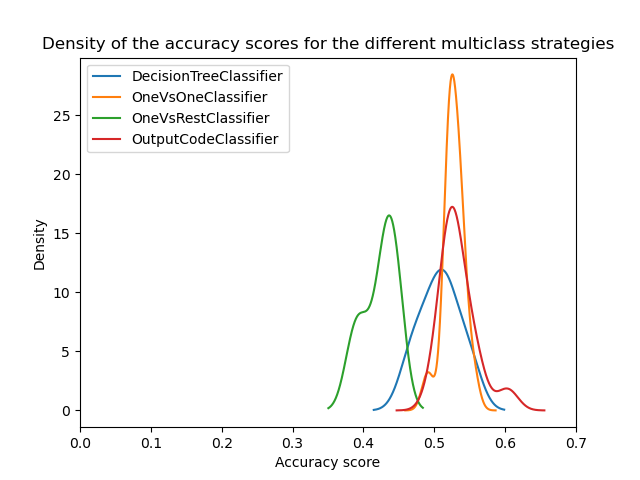 Density of the accuracy scores for the different multiclass strategies
DecisionTreeClassifier
OneVsOneClassifier
OneVsRestClassifier
OutputCodeClassifier
25
20
15
10
5
0
Density
0.0 0.1 0.2 0.3 0.4 0.5 0.6 0.7
Accuracy score